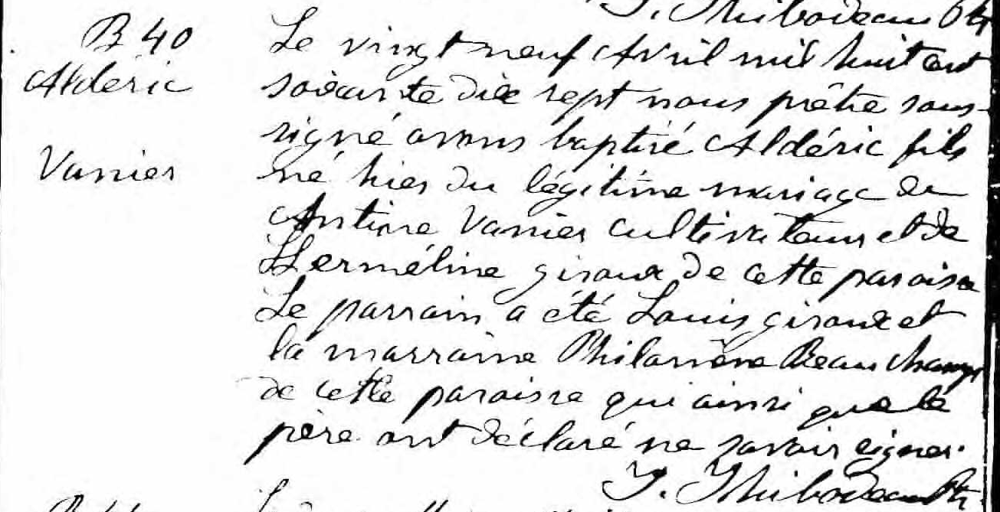 J. Thibodeau Ptr
B 40
Aldéric
Vanier
Le vingt neuf Avril mil huit cent
soixante dix sept nous prêtre sous-
signé avons baptisé Aldéric fils
né hier du légitime mariage de
Antoine Vanier cultivateur et de
Herméline giroux de cette paroisse
Le parrain a été Louis giroux et
la marraine Philomène Beauchamp
de cette paroisse qui ainsi que le
père ont déclaré ne savoir signer.
J. Thibodeau Ptr.